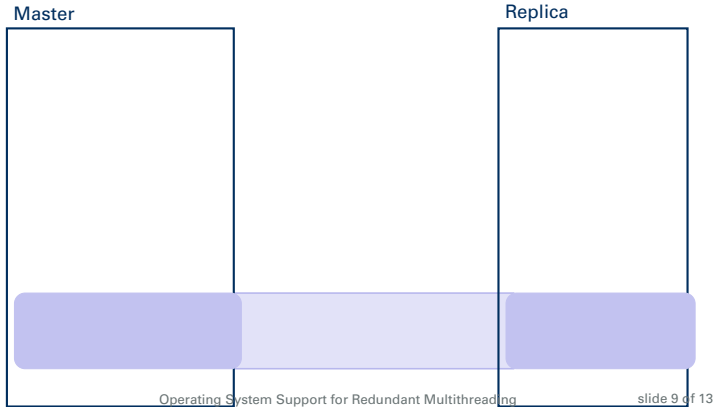 Master
Replica
Operating System Support for Redundant Multithreading
slide 9 of 13